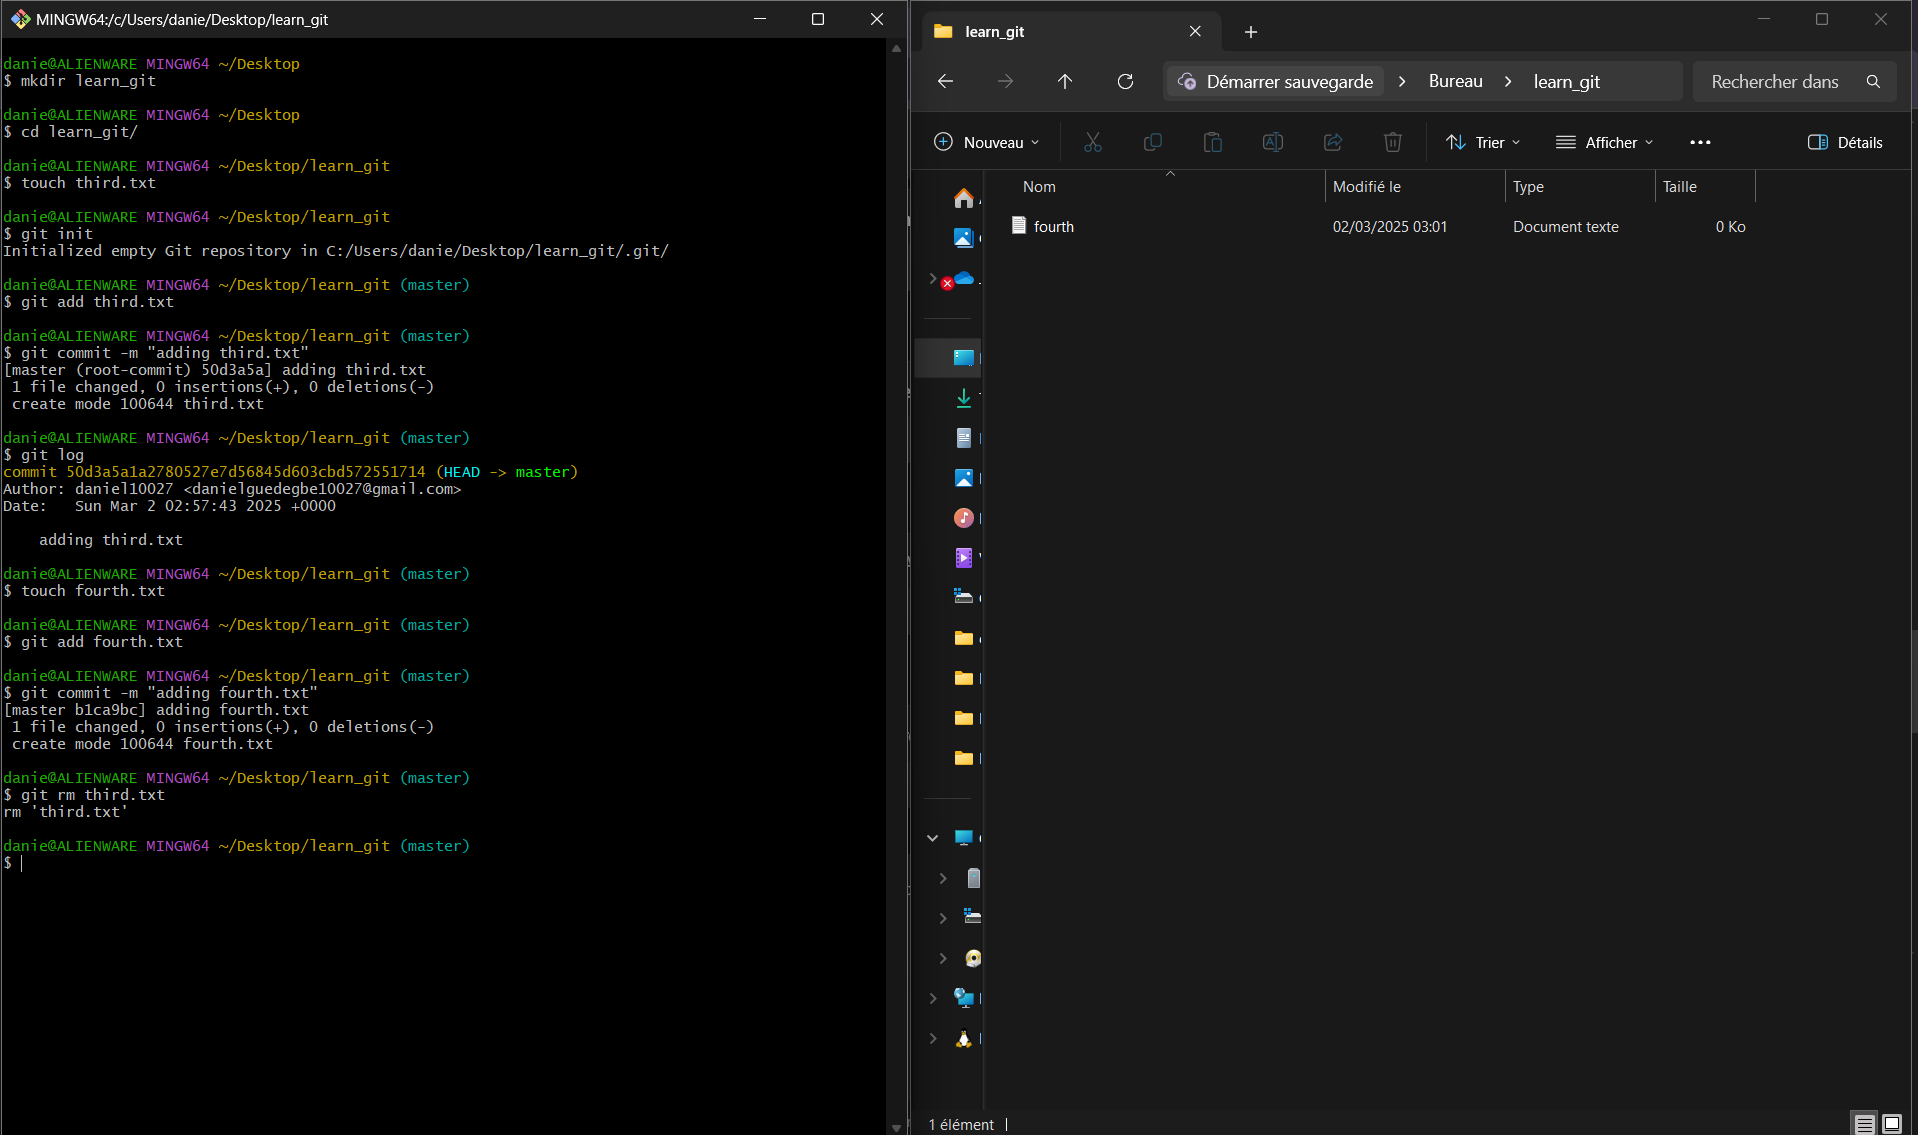 MINGW64:/c/Users/danie/Desktop/learn_git
danie@ALIENWARE MINGW64 ~/Desktop
$ mkdir learn_git
danie@ALIENWARE MINGW64 ~/Desktop
$ cd learn_git/
danie@ALIENWARE MINGW64 ~/Desktop/learn_git
$ touch third.txt
danie@ALIENWARE MINGW64 ~/Desktop/learn_git
$ git init
Initialized empty Git repository in C:/Users/danie/Desktop/learn_git/.git/
danie@ALIENWARE MINGW64 ~/Desktop/learn_git (master)
$ git add third.txt
danie@ALIENWARE MINGW64 ~/Desktop/learn_git (master)
$ git commit -m "adding third.txt"
[master (root-commit) 50d3a5a] adding third.txt
1 file changed, 0 insertions(+), 0 deletions(-)
create mode 100644 third.txt
danie@ALIENWARE MINGW64 ~/Desktop/learn_git (master)
$ git log
commit 50d3a5a1a2780527e7d56845d603cbd572551714 (HEAD -> master)
Author: daniel10027 <danielguedegbe10027@gmail.com>
Date:   Sun Mar 2 02:57:43 2025 +0000
adding third.txt
danie@ALIENWARE MINGW64 ~/Desktop/learn_git (master)
$ touch fourth.txt
danie@ALIENWARE MINGW64 ~/Desktop/learn_git (master)
$ git add fourth.txt
danie@ALIENWARE MINGW64 ~/Desktop/learn_git (master)
$ git commit -m "adding fourth.txt"
[master b1ca9bc] adding fourth.txt
1 file changed, 0 insertions(+), 0 deletions(-)
create mode 100644 fourth.txt
danie@ALIENWARE MINGW64 ~/Desktop/learn_git (master)
$ git rm third.txt
rm 'third.txt'
danie@ALIENWARE MINGW64 ~/Desktop/learn_git (master)
$
learn_git
Démarrer sauvegarde > Bureau > learn_git
Rechercher dans
Nouveau
Trier
Afficher
Détails
Nom Modifié le Type Taille
fourth 02/03/2025 03:01 Document texte 0 Ko
1 élément